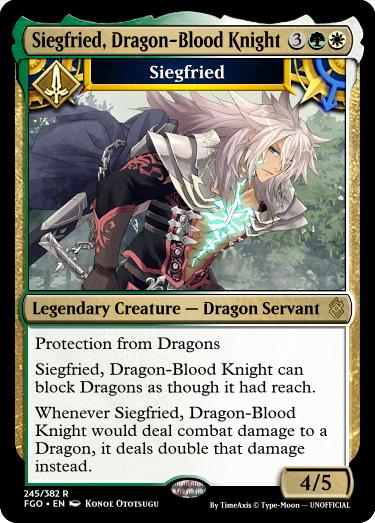 Siegfried, Dragon-Blood Knight 3
Siegfried
Legendary Creature — Dragon Servant
Protection from Dragons
Siegfried, Dragon-Blood Knight can
block Dragons as though it had reach.
Whenever Siegfried, Dragon-Blood
Knight would deal combat damage to a
Dragon, it deals double that damage
instead.
4/5
245/382 R
FGO • EN KONOE OTOTSUGU
By TimeAxis © Type-Moon — UNOFFICIAL